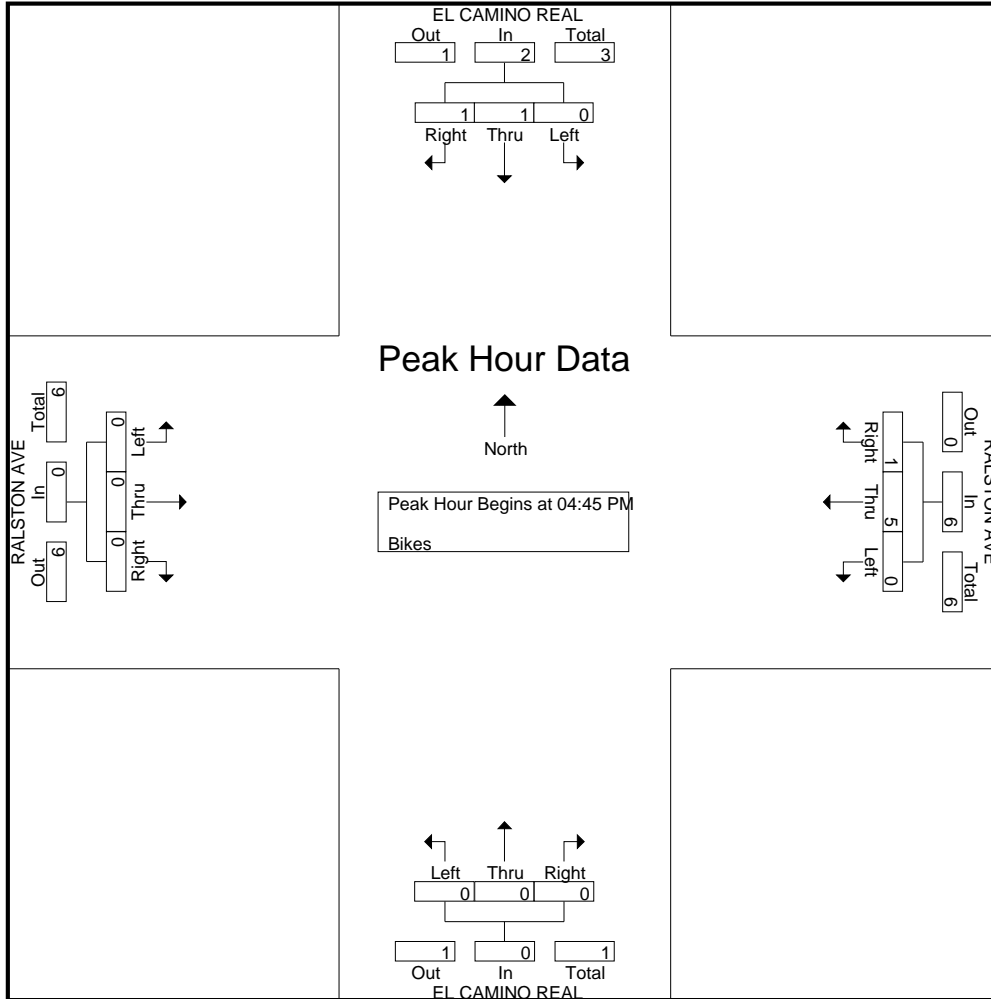 EL CAMINO REAL
Out In Total
1 2 3
1 1 0
Right Thru Left
Peak Hour Data
North
Peak Hour Begins at 04:45 PM
Bikes
RALSTON AVE
Total In Out
6 0 6
0 0 0
Left Thru Right
RALSTON AVE
Out In Total
0 6 6
1 5 0
Right Thru Left
Left Thru Right
0 0 0
1 0 1
Out In Total
EL CAMINO REAL